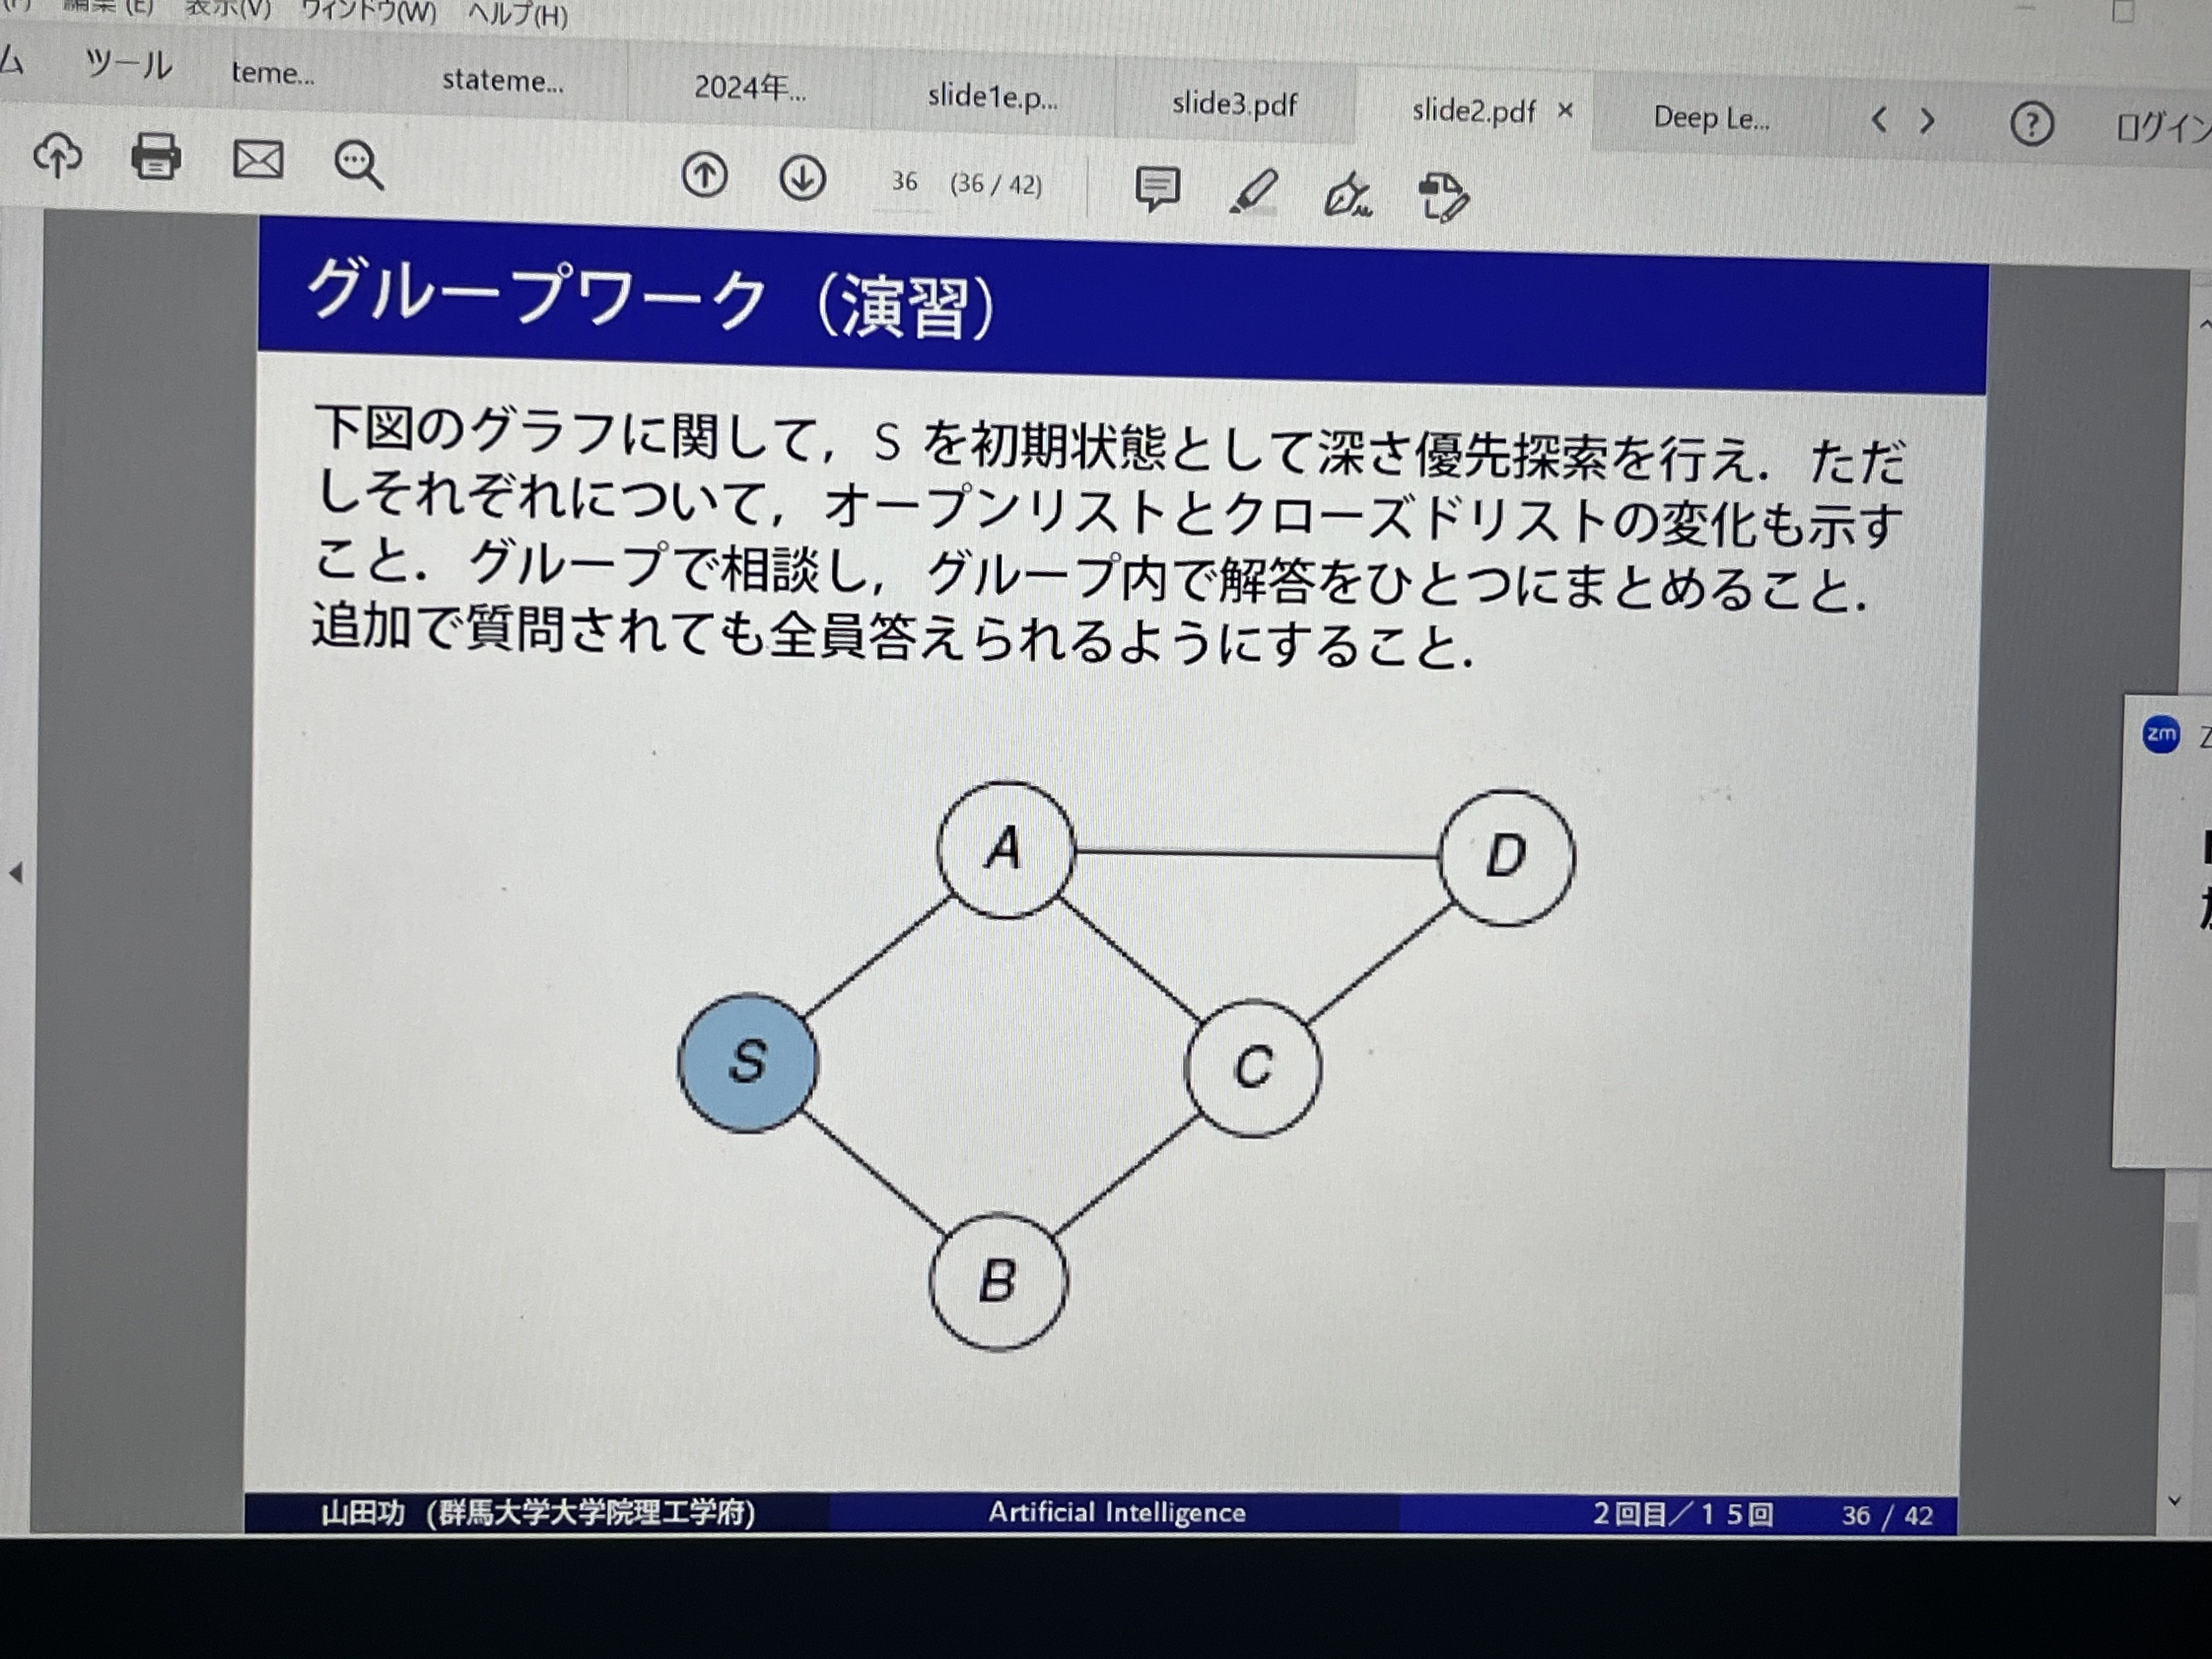 編集(E) 表示(V) ウィンドウ(W) ヘルプ(H)
ム ツール teme... stateme... 2024年... slide1e.p... slide3.pdf slide2.pdf × Deep Le... ログイン
36 (36 / 42)
グループワーク（演習）
下図のグラフに関して，S を初期状態として深さ優先探索を行え．ただ
しそれぞれについて，オープンリストとクローズドリストの変化も示す
こと．グループで相談し，グループ内で解答をひとつにまとめること．
追加で質問されても全員答えられるようにすること．
A D
S C
B
zm Z
山田功 (群馬大学大学院理工学府) Artificial Intelligence 2回目／15回 36 / 42